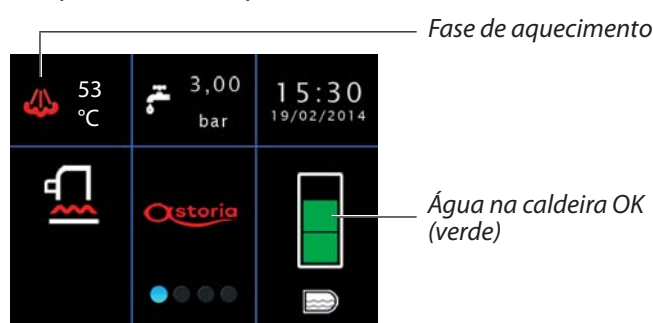 Fase de aquecimento
53
°C
3,00
bar
15:30
19/02/2014
astoria
Água na caldeira OK
(verde)